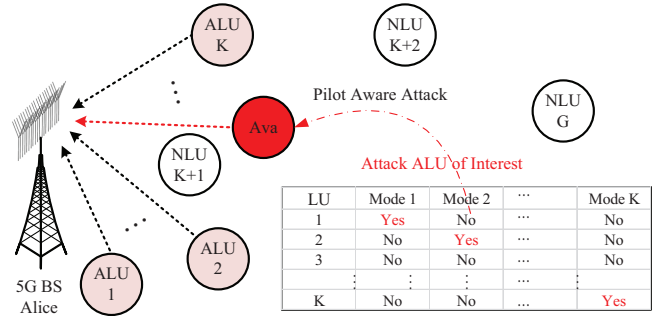 ALU
K
NLU
K+2
NLU
G
Pilot Aware Attack
Ava
NLU
K+1
Attack ALU of Interest
ALU
1
ALU
2
5G BS
Alice
LU Mode 1 Mode 2 ... Mode K
1 Yes No ... No
2 No Yes ... No
3 No No ... No
K No No ... Yes